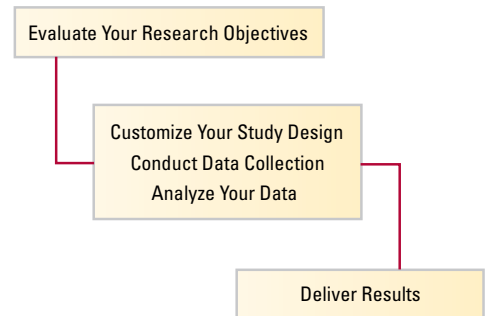 Evaluate Your Research Objectives
Customize Your Study Design
Conduct Data Collection
Analyze Your Data
Deliver Results